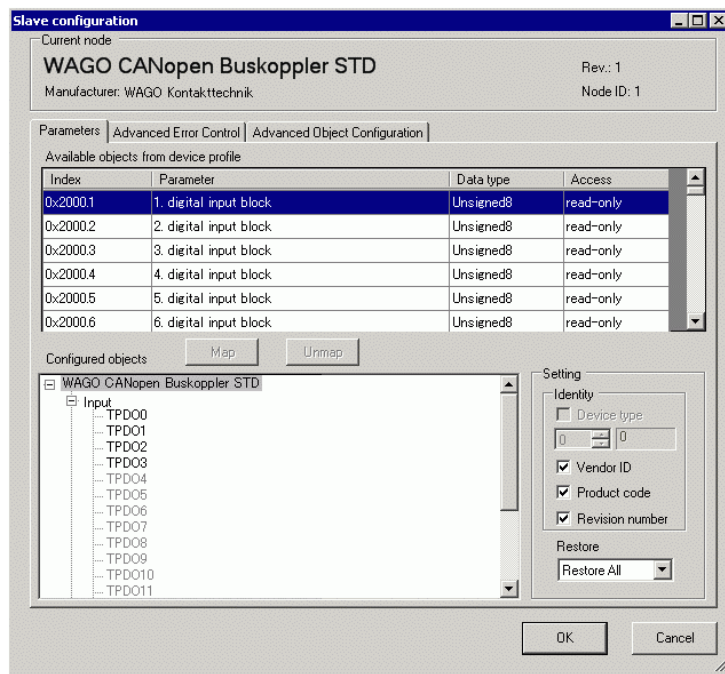 Slave configuration
Current node
WAGO CANopen Buskoppler STD
Rev.: 1
Manufacturer: WAGO Kontakttechnik
Node ID: 1
Parameters Advanced Error Control Advanced Object Configuration
Available objects from device profile
Index Parameter Data type Access
0x2000.1 1. digital input block Unsigned8 read-only
0x2000.2 2. digital input block Unsigned8 read-only
0x2000.3 3. digital input block Unsigned8 read-only
0x2000.4 4. digital input block Unsigned8 read-only
0x2000.5 5. digital input block Unsigned8 read-only
0x2000.6 6. digital input block Unsigned8 read-only
Configured objects Map Unmap
WAGO CANopen Buskoppler STD
Input
TPDO0
TPDO1
TPDO2
TPDO3
TPDO4
TPDO5
TPDO6
TPDO7
TPDO8
TPDO9
TPDO10
TPDO11
Setting
Identity
Device type
0 0
Vendor ID
Product code
Revision number
Restore
Restore All
OK Cancel